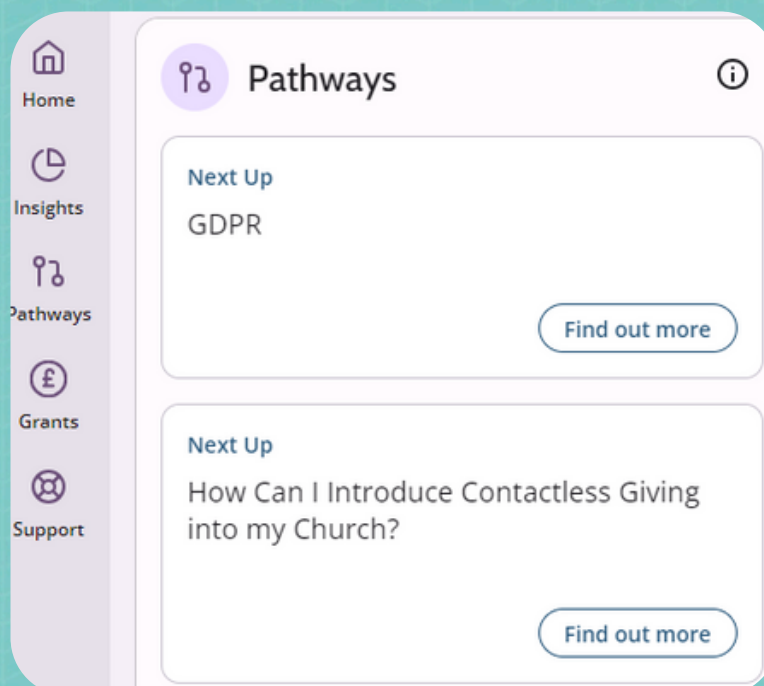 Home
Insights
Pathways
Grants
Support
Pathways
Next Up
GDPR
Find out more
Next Up
How Can I Introduce Contactless Giving
into my Church?
Find out more